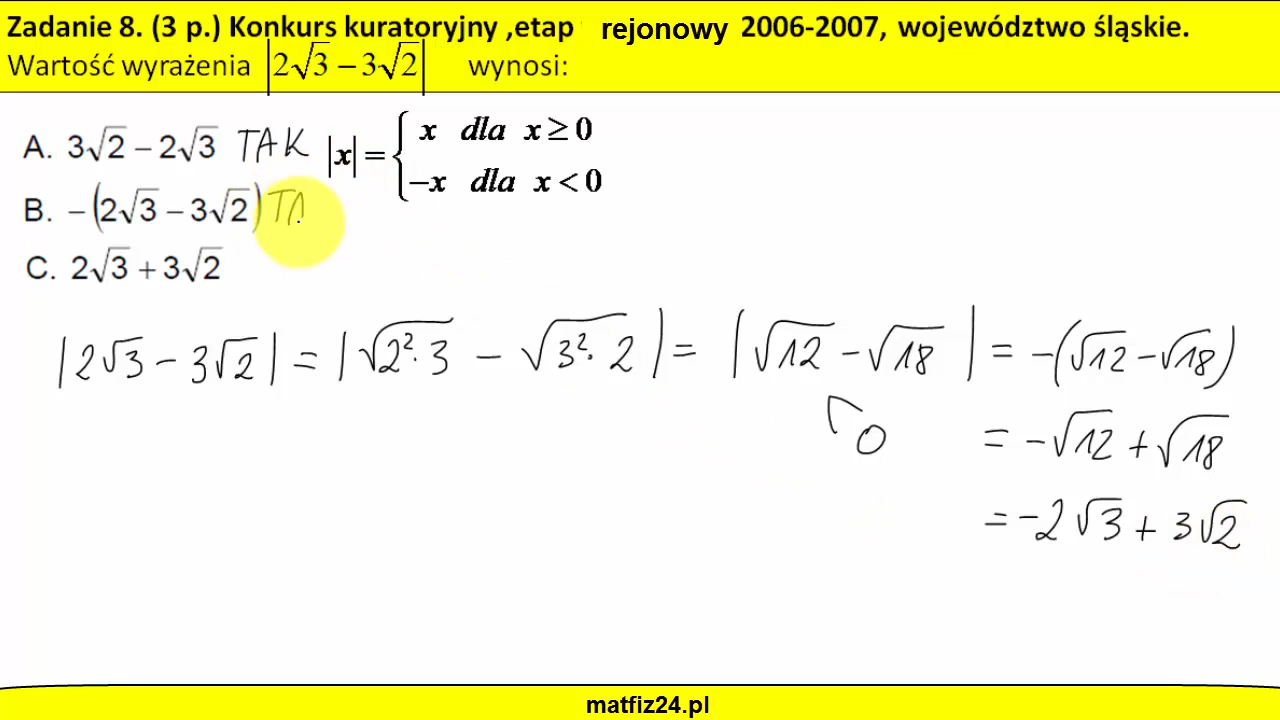 Zadanie 8. (3 p.) Konkurs kuratoryjny ,etap rejonowy 2006-2007, województwo śląskie.
Wartość wyrażenia |2√3 − 3√2| wynosi:
A. 3√2 − 2√3 TAK
|x| = { x dla x ≥ 0
−x dla x < 0
B. −(2√3 − 3√2) TA
C. 2√3 + 3√2
|2√3 − 3√2| = |√2²·3 − √3²·2| = |√12 − √18| = −(√12 − √18)
= −√12 + √18
= −2√3 + 3√2
matfiz24.pl